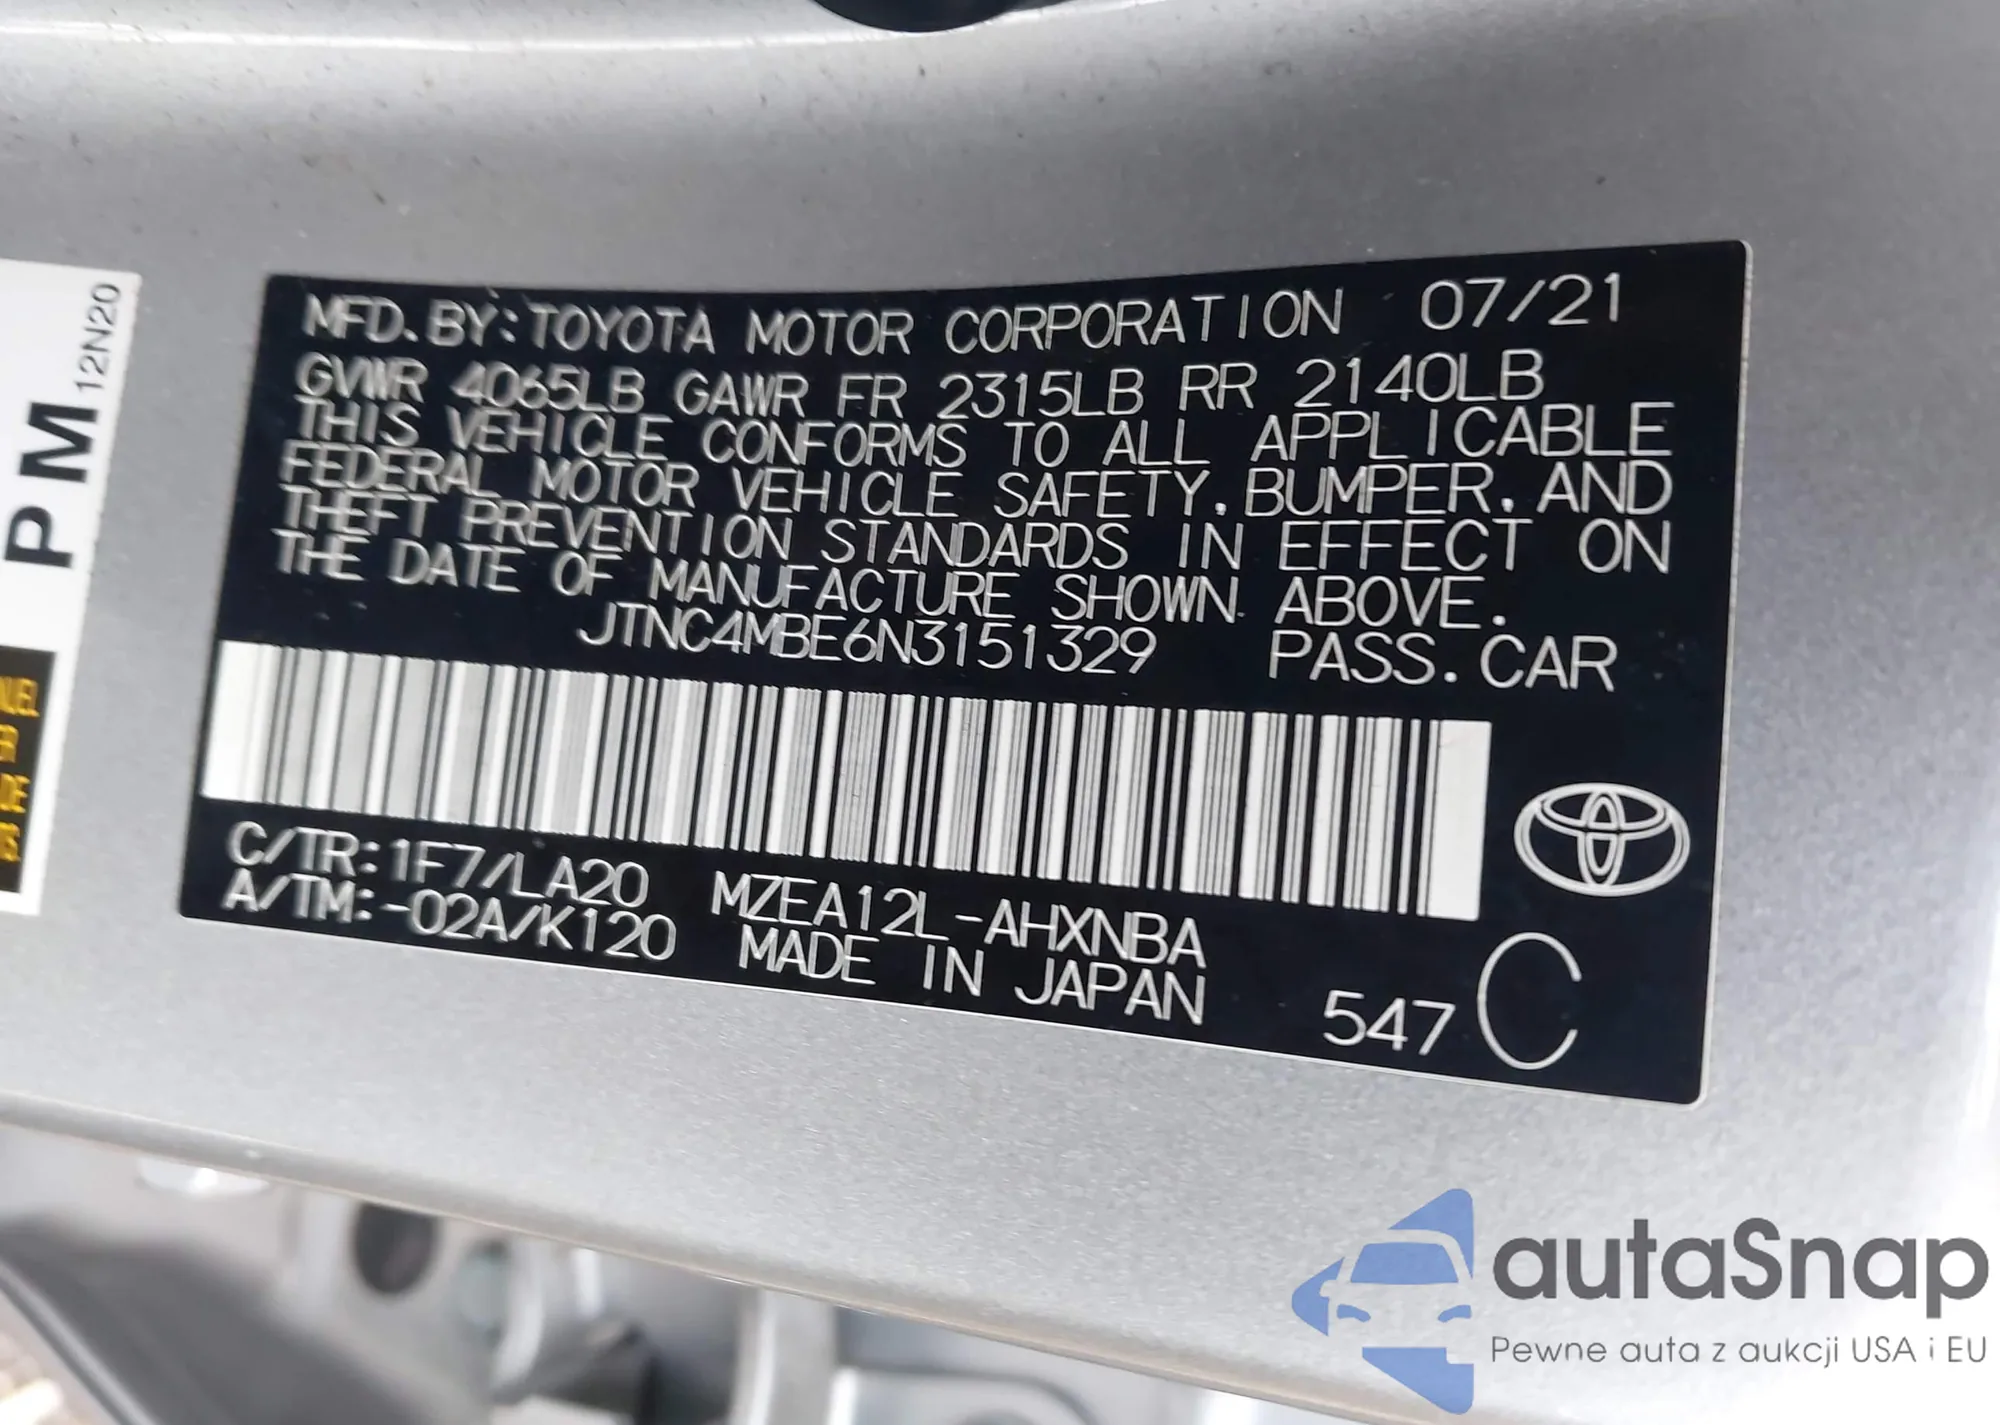 MFD. BY: TOYOTA MOTOR CORPORATION 07/21
GVWR 4065LB GAWR FR 2315LB RR 2140LB
THIS VEHICLE CONFORMS TO ALL APPLICABLE
FEDERAL MOTOR VEHICLE SAFETY, BUMPER, AND
THEFT PREVENTION STANDARDS IN EFFECT ON
THE DATE OF MANUFACTURE SHOWN ABOVE.
JTNC4MBE6N3151329 PASS. CAR
C/TR: 1F7/LA20 MZEA12L-AHXNBA
A/TM: -02A/K120 MADE IN JAPAN
547 C
PM 12N20
DE
autaSnap
Pewne auta z aukcji USA i EU